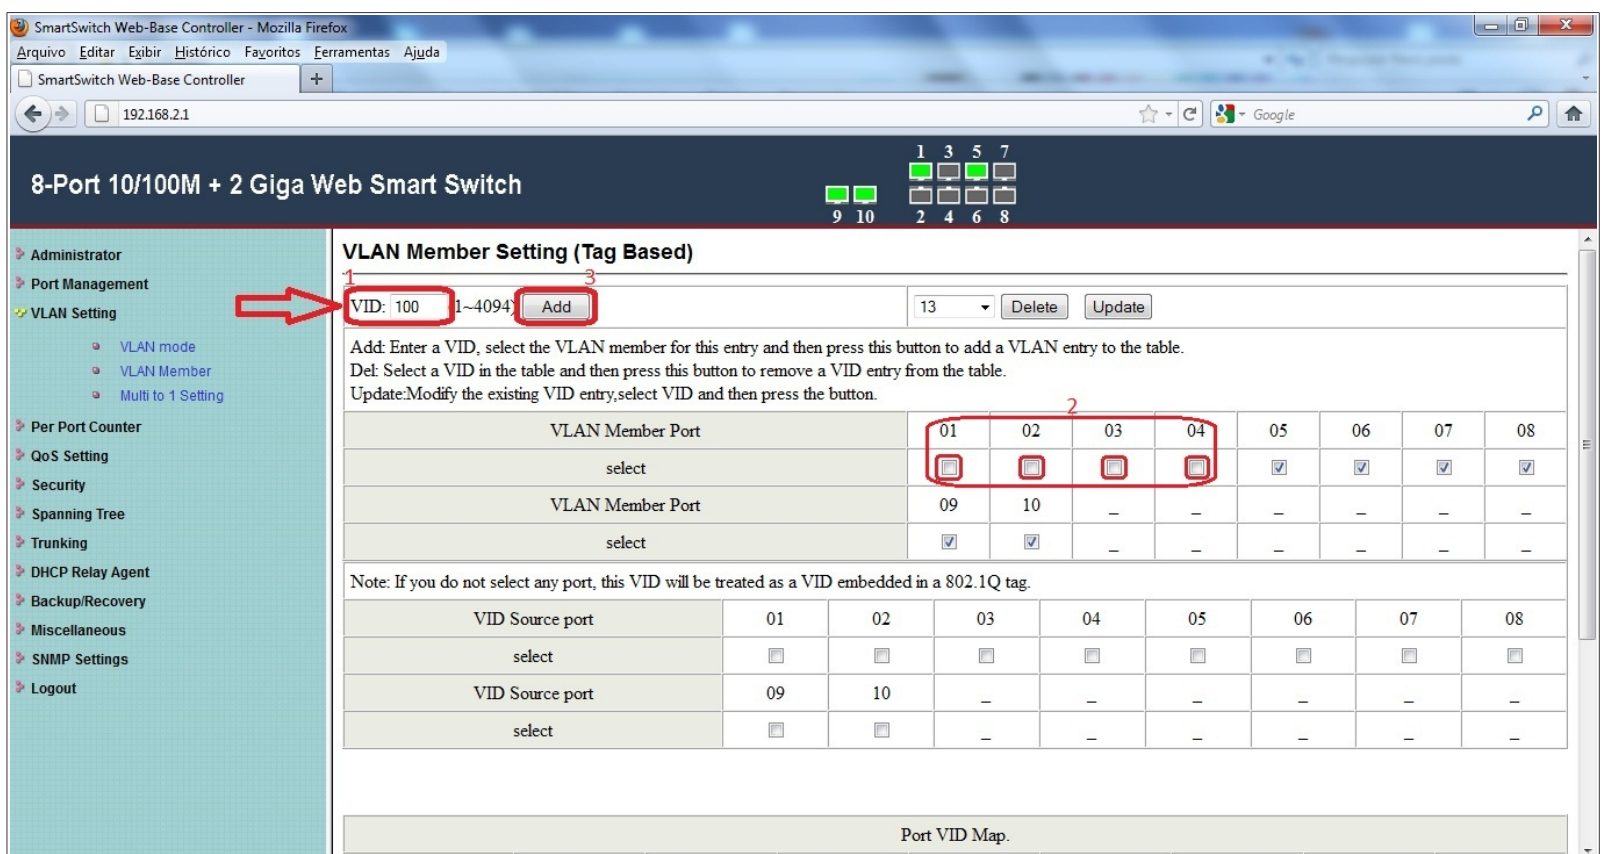 SmartSwitch Web-Base Controller - Mozilla Firefox
Arquivo Editar Exibir Histórico Favoritos Ferramentas Ajuda
SmartSwitch Web-Base Controller +
192.168.2.1 Google
1 3 5 7
8-Port 10/100M + 2 Giga Web Smart Switch
9 10 2 4 6 8
Administrator
Port Management
VLAN Setting
VLAN mode
VLAN Member
Multi to 1 Setting
Per Port Counter
QoS Setting
Security
Spanning Tree
Trunking
DHCP Relay Agent
Backup/Recovery
Miscellaneous
SNMP Settings
Logout
VLAN Member Setting (Tag Based)
1 3
VID: 100 (1~4094) Add 13 Delete Update
Add: Enter a VID, select the VLAN member for this entry and then press this button to add a VLAN entry to the table.
Del: Select a VID in the table and then press this button to remove a VID entry from the table.
Update:Modify the existing VID entry,select VID and then press the button.
2
VLAN Member Port 01 02 03 04 05 06 07 08
select
VLAN Member Port 09 10 _ _ _ _ _ _
select _ _ _ _ _ _
Note: If you do not select any port, this VID will be treated as a VID embedded in a 802.1Q tag.
VID Source port 01 02 03 04 05 06 07 08
select
VID Source port 09 10 _ _ _ _ _ _
select _ _ _ _ _ _
Port VID Map.